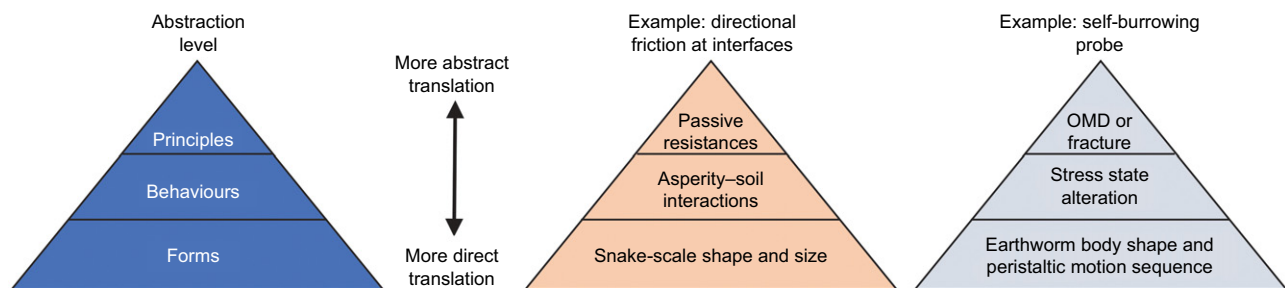 Abstraction
level
Principles
Behaviours
Forms
More abstract
translation
More direct
translation
Example: directional
friction at interfaces
Passive
resistances
Asperity–soil
interactions
Snake-scale shape and size
Example: self-burrowing
probe
OMD or
fracture
Stress state
alteration
Earthworm body shape and
peristaltic motion sequence